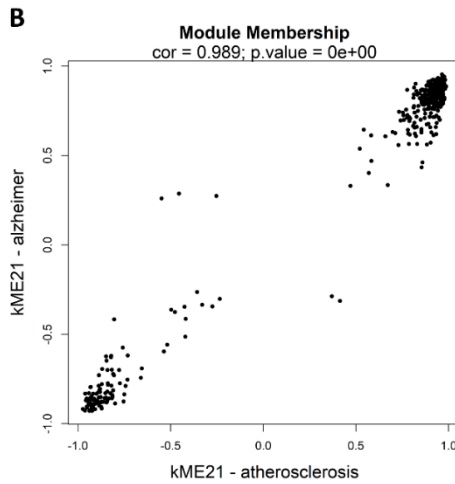 B
Module Membership
cor = 0.989; p.value = 0e+00
1.0
0.5
0.0
-0.5
-1.0
kME21 - alzheimer
-1.0 -0.5 0.0 0.5 1.0
kME21 - atherosclerosis